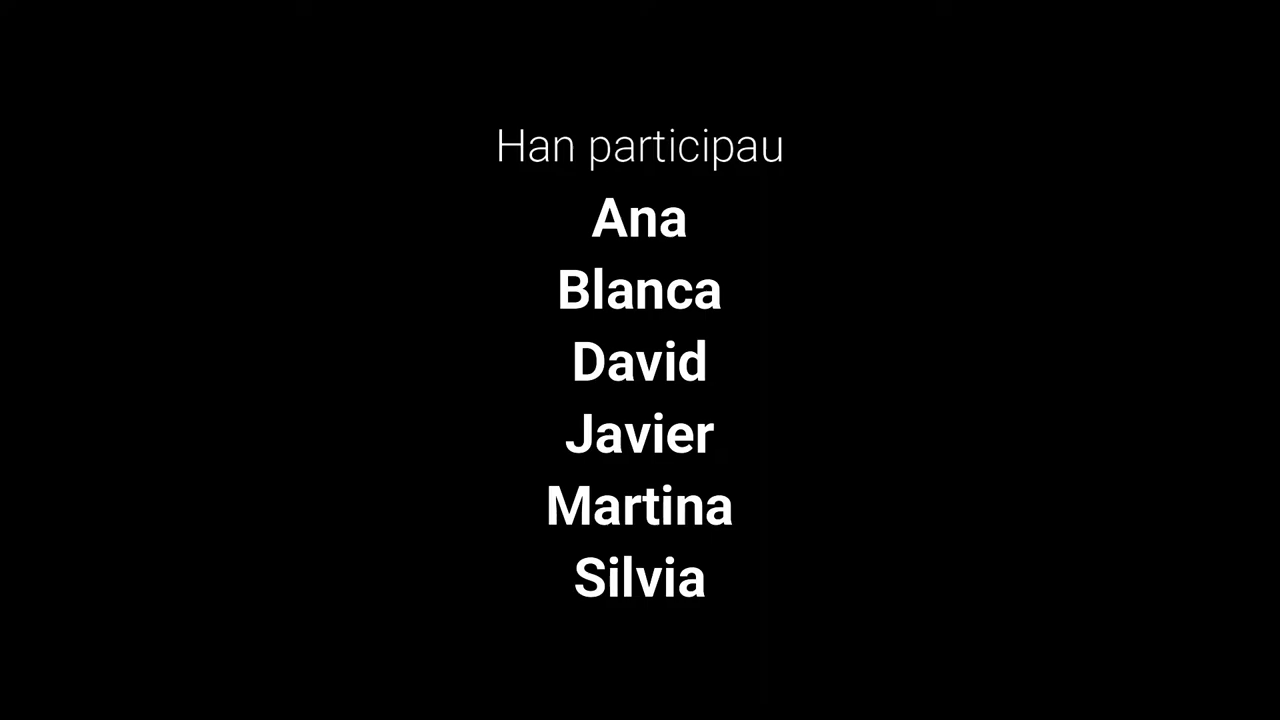 Han participau
Ana
Blanca
David
Javier
Martina
Silvia